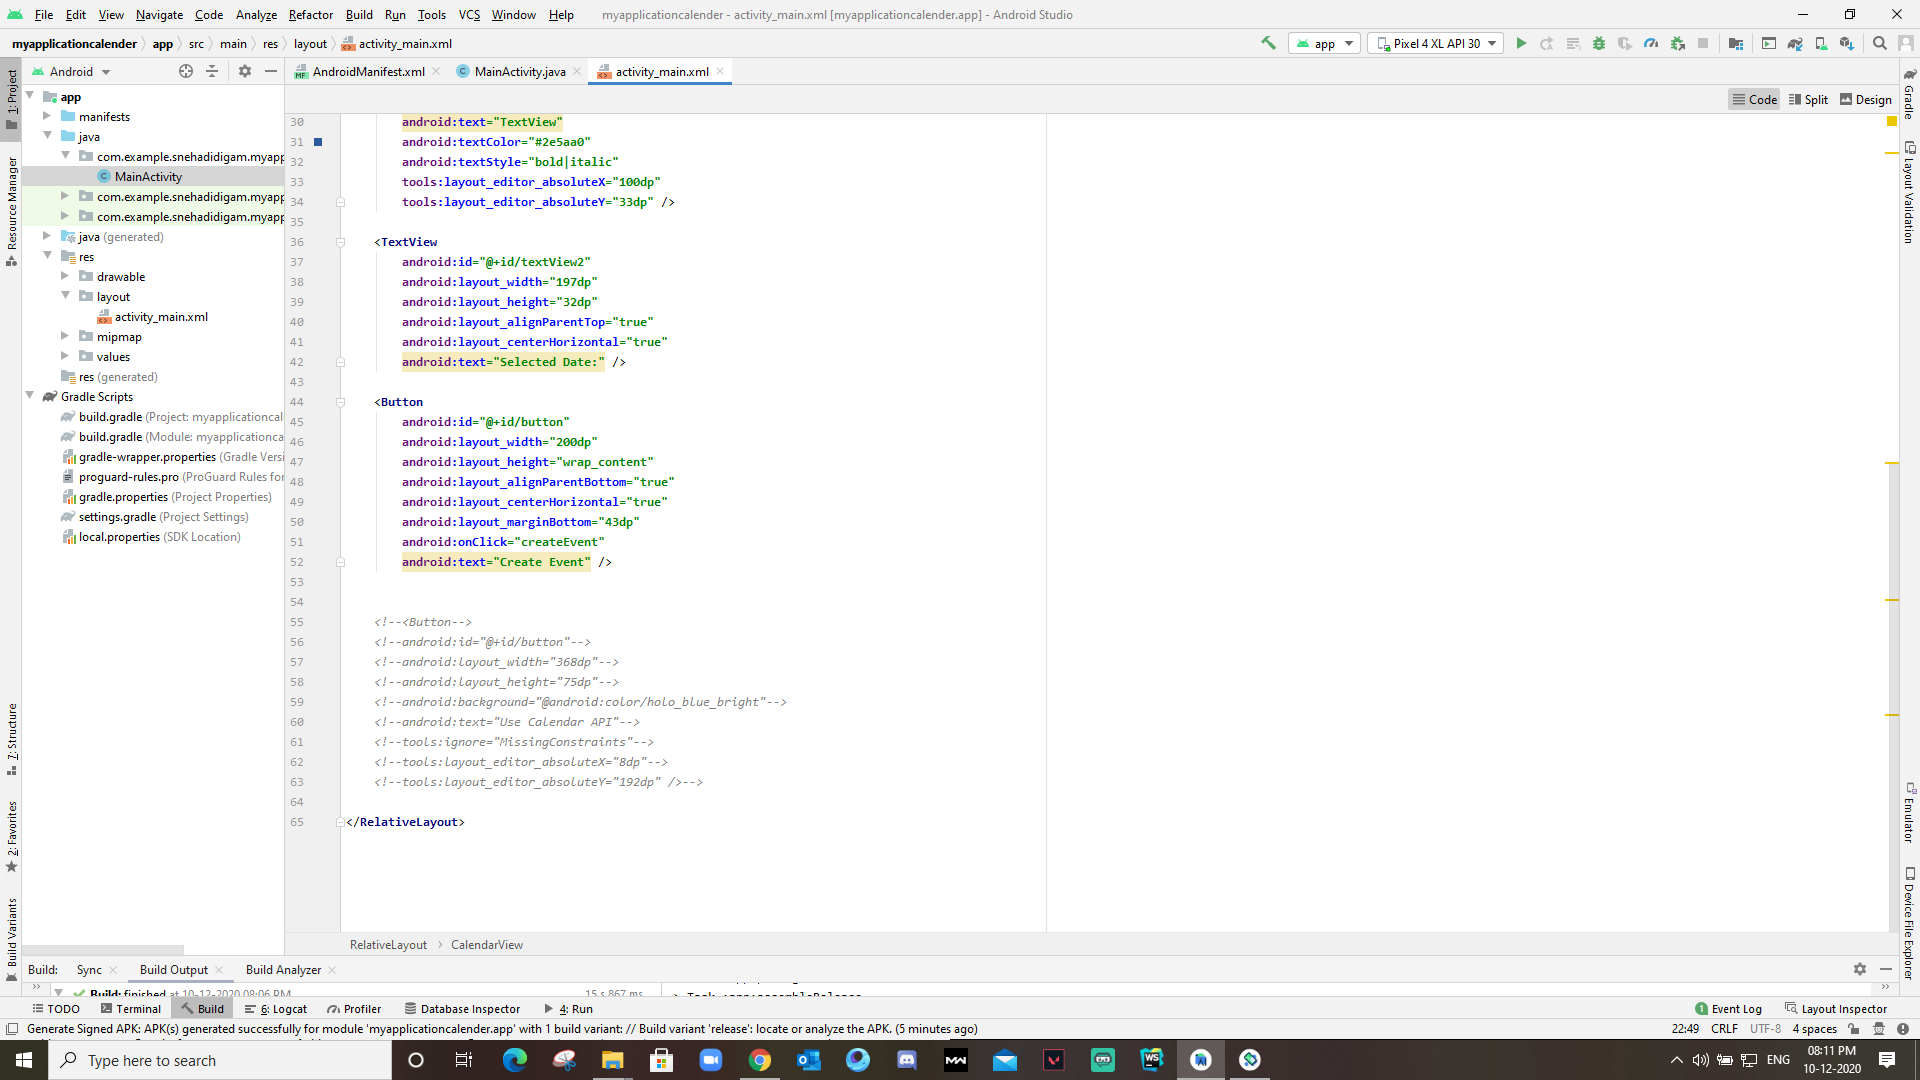 File Edit View Navigate Code Analyze Refactor Build Run Tools VCS Window Help myapplicationcalender - activity_main.xml [myapplicationcalender.app] - Android Studio
myapplicationcalender app src main res layout activity_main.xml app Pixel 4 XL API 30
Android AndroidManifest.xml MainActivity.java activity_main.xml
Code Split Design
1: Project
Resource Manager
7: Structure
2: Favorites
Build Variants
app
manifests
java
com.example.snehadidigam.myapp
MainActivity
com.example.snehadidigam.myapp
com.example.snehadidigam.myapp
java (generated)
res
drawable
layout
activity_main.xml
mipmap
values
res (generated)
Gradle Scripts
build.gradle (Project: myapplicationcal
build.gradle (Module: myapplicationca
gradle-wrapper.properties (Gradle Versi
proguard-rules.pro (ProGuard Rules for
gradle.properties (Project Properties)
settings.gradle (Project Settings)
local.properties (SDK Location)
30 android:text="TextView"
31 android:textColor="#2e5aa0"
32 android:textStyle="bold|italic"
33 tools:layout_editor_absoluteX="100dp"
34 tools:layout_editor_absoluteY="33dp" />
35
36 <TextView
37 android:id="@+id/textView2"
38 android:layout_width="197dp"
39 android:layout_height="32dp"
40 android:layout_alignParentTop="true"
41 android:layout_centerHorizontal="true"
42 android:text="Selected Date:" />
43
44 <Button
45 android:id="@+id/button"
46 android:layout_width="200dp"
47 android:layout_height="wrap_content"
48 android:layout_alignParentBottom="true"
49 android:layout_centerHorizontal="true"
50 android:layout_marginBottom="43dp"
51 android:onClick="createEvent"
52 android:text="Create Event" />
53
54
55 <!--<Button-->
56 <!--android:id="@+id/button"-->
57 <!--android:layout_width="368dp"-->
58 <!--android:layout_height="75dp"-->
59 <!--android:background="@android:color/holo_blue_bright"-->
60 <!--android:text="Use Calendar API"-->
61 <!--tools:ignore="MissingConstraints"-->
62 <!--tools:layout_editor_absoluteX="8dp"-->
63 <!--tools:layout_editor_absoluteY="192dp" />-->
64
65 </RelativeLayout>
RelativeLayout CalendarView
Gradle
Layout Validation
Emulator
Device File Explorer
Build: Sync Build Output Build Analyzer
Build: finished at 10-12-2020 08:06 PM 15 s 867 ms
> Task :app:assembleRelease
TODO Terminal Build 6: Logcat Profiler Database Inspector 4: Run Event Log Layout Inspector
Generate Signed APK: APK(s) generated successfully for module 'myapplicationcalender.app' with 1 build variant: // Build variant 'release': locate or analyze the APK. (5 minutes ago) 22:49 CRLF UTF-8 4 spaces
Type here to search ENG 08:11 PM
10-12-2020